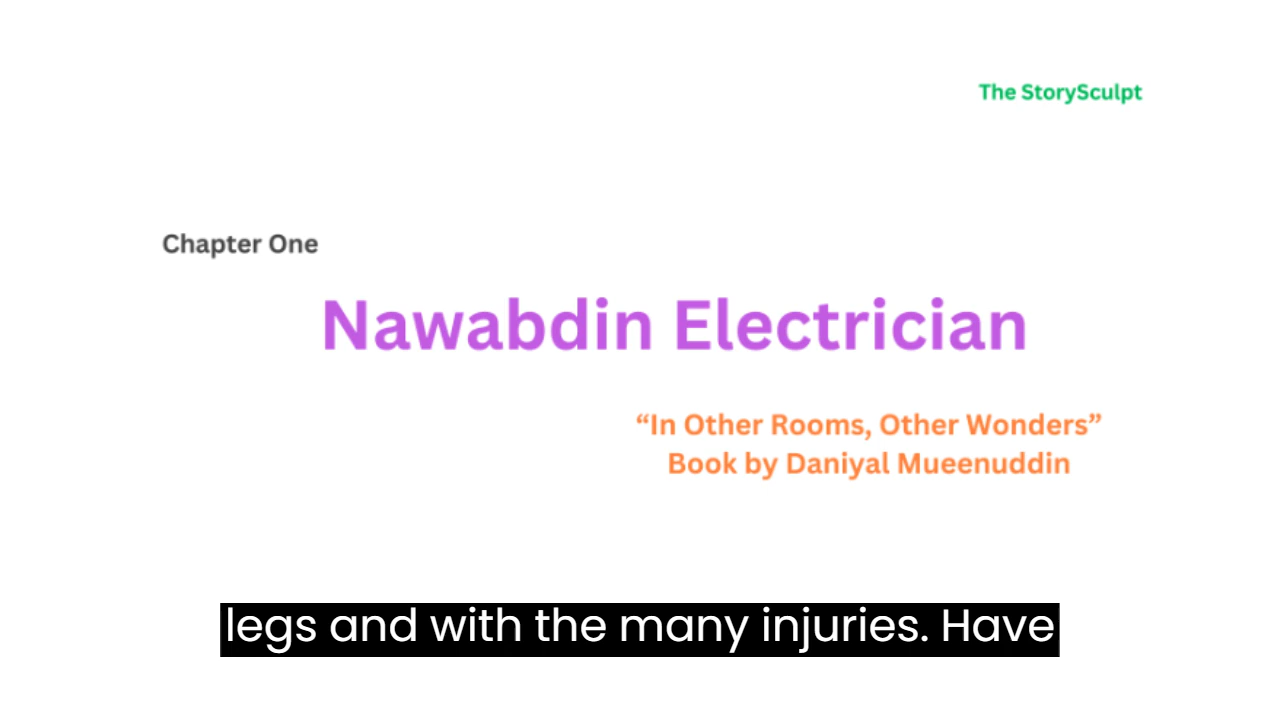 The StorySculpt
Chapter One
Nawabdin Electrician
“In Other Rooms, Other Wonders”
Book by Daniyal Mueenuddin
legs and with the many injuries. Have